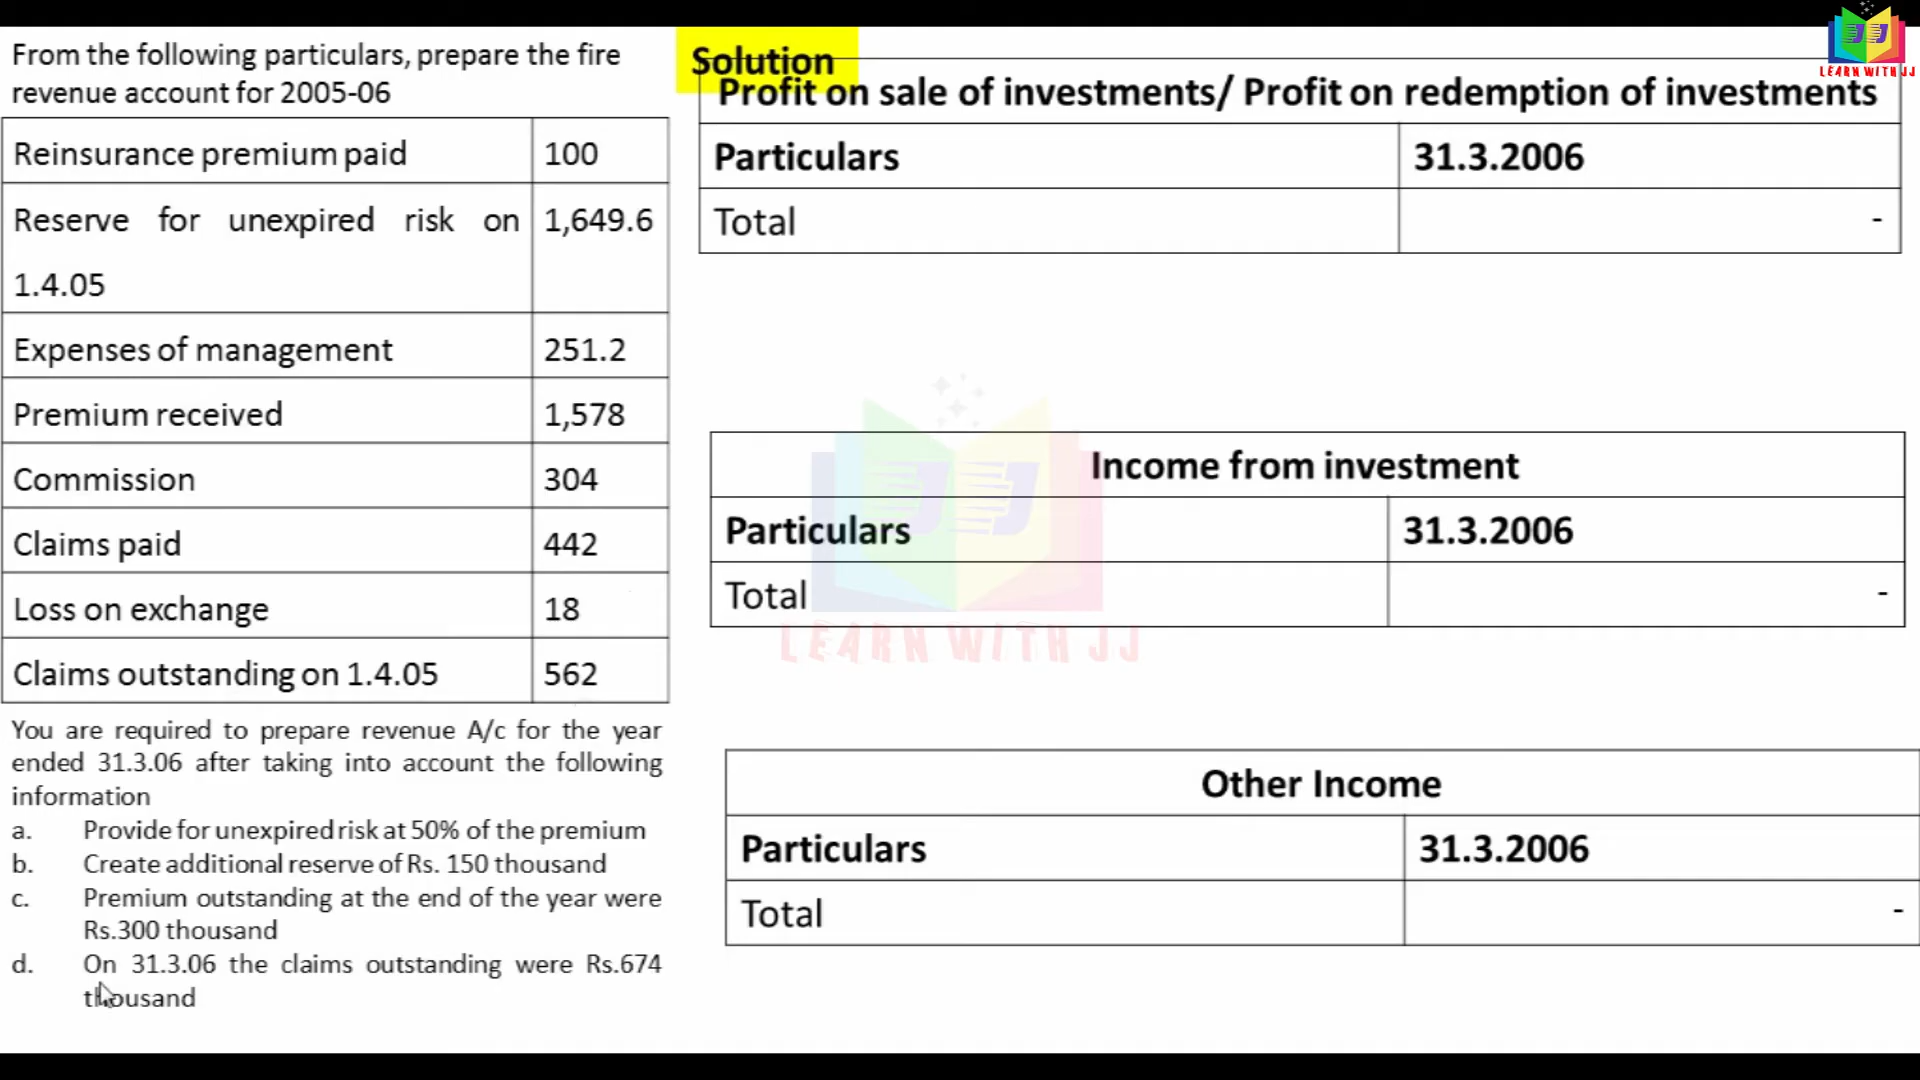 From the following particulars, prepare the fire
revenue account for 2005-06
Reinsurance premium paid 100
Reserve for unexpired risk on 1,649.6
1.4.05
Expenses of management 251.2
Premium received 1,578
Commission 304
Claims paid 442
Loss on exchange 18
Claims outstanding on 1.4.05 562
You are required to prepare revenue A/c for the year
ended 31.3.06 after taking into account the following
information
a. Provide for unexpired risk at 50% of the premium
b. Create additional reserve of Rs. 150 thousand
c. Premium outstanding at the end of the year were
Rs.300 thousand
d. On 31.3.06 the claims outstanding were Rs.674
thousand
Solution
Profit on sale of investments/ Profit on redemption of investments
Particulars 31.3.2006
Total -
Income from investment
Particulars 31.3.2006
Total -
Other Income
Particulars 31.3.2006
Total -
LEARN WITH JJ
JJ
LEARN WITH JJ